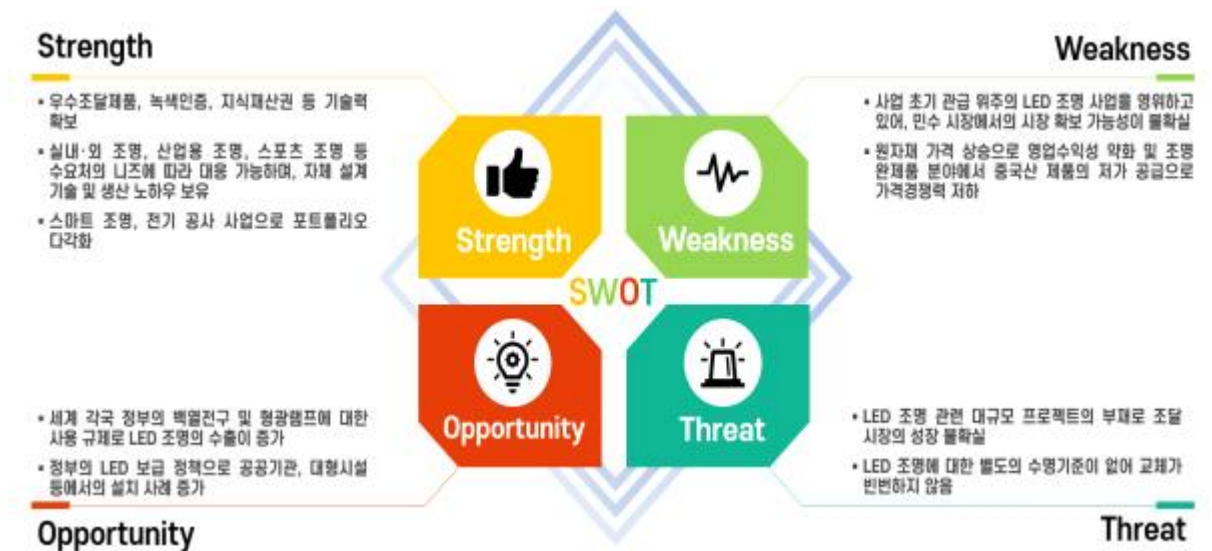 Strength
Weakness
▪ 우수조달제품, 녹색인증, 지식재산권 등 기술력
확보
▪ 실내·외 조명, 산업용 조명, 스포츠 조명 등
수요처의 니즈에 따라 대응 가능하며, 자체 설계
기술 및 생산 노하우 보유
▪ 스마트 조명, 전기 공사 사업으로 포트폴리오
다각화
▪ 사업 초기 관급 위주의 LED 조명 사업을 영위하고
있어, 민수 시장에서의 시장 확보 가능성이 불확실
▪ 원자재 가격 상승으로 영업수익성 약화 및 조명
완제품 분야에서 중국산 제품의 저가 공급으로
가격경쟁력 저하
Strength
Weakness
SWOT
Opportunity
Threat
▪ 세계 각국 정부의 백열전구 및 형광램프에 대한
사용 규제로 LED 조명의 수출이 증가
▪ 정부의 LED 보급 정책으로 공공기관, 대형시설
등에서의 설치 사례 증가
▪ LED 조명 관련 대규모 프로젝트의 부재로 조달
시장의 성장 불확실
▪ LED 조명에 대한 별도의 수명기준이 없어 교체가
빈번하지 않음
Opportunity
Threat